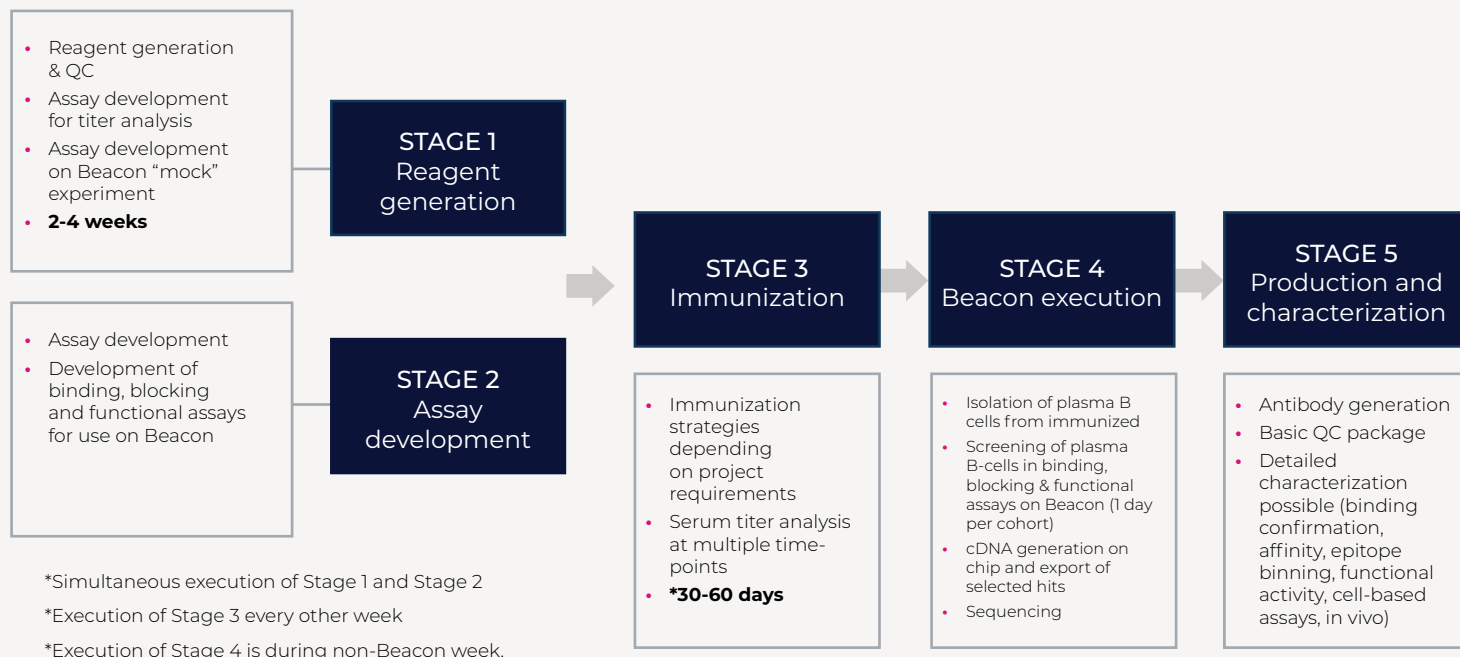 • Reagent generation
& QC
• Assay development
for titer analysis
• Assay development
on Beacon “mock”
experiment
• 2-4 weeks
STAGE 1
Reagent
generation
• Assay development
• Development of
binding, blocking
and functional assays
for use on Beacon
STAGE 2
Assay
development
STAGE 3
Immunization
• Immunization
strategies
depending
on project
requirements
• Serum titer analysis
at multiple time-
points
• *30-60 days
STAGE 4
Beacon execution
• Isolation of plasma B
cells from immunized
• Screening of plasma
B-cells in binding,
blocking & functional
assays on Beacon (1 day
per cohort)
• cDNA generation on
chip and export of
selected hits
• Sequencing
STAGE 5
Production and
characterization
• Antibody generation
• Basic QC package
• Detailed
characterization
possible (binding
confirmation,
affinity, epitope
binning, functional
activity, cell-based
assays, in vivo)
*Simultaneous execution of Stage 1 and Stage 2
*Execution of Stage 3 every other week
*Execution of Stage 4 is during non-Beacon week.